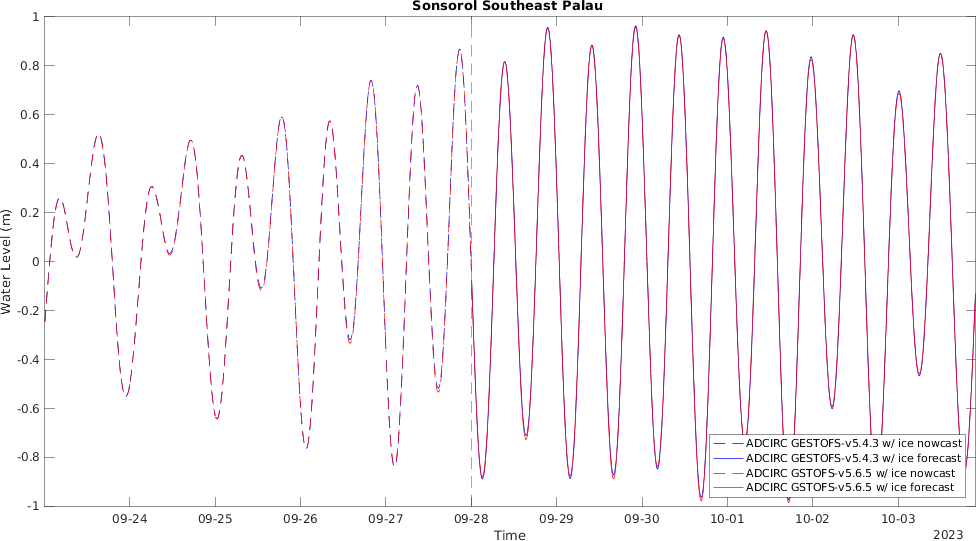 Sonsorol Southeast Palau
1
0.8
0.6
0.4
0.2
0
-0.2
-0.4
-0.6
-0.8
-1
Water Level (m)
ADCIRC GESTOFS-v5.4.3 w/ ice nowcast
ADCIRC GESTOFS-v5.4.3 w/ ice forecast
ADCIRC GSTOFS-v5.6.5 w/ ice nowcast
ADCIRC GSTOFS-v5.6.5 w/ ice forecast
09-24 09-25 09-26 09-27 09-28 09-29 09-30 10-01 10-02 10-03
Time
2023